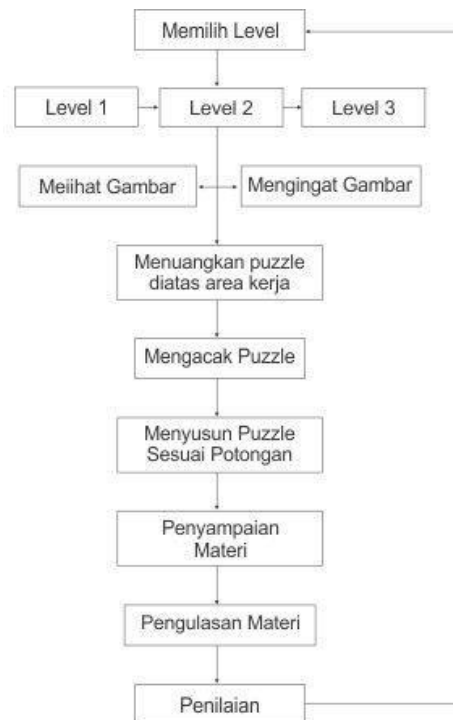 Memilih Level
Level 1
Level 2
Level 3
Meiihat Gambar
Mengingat Gambar
Menuangkan puzzle
diatas area kerja
Mengacak Puzzle
Menyusun Puzzle
Sesuai Potongan
Penyampaian
Materi
Pengulasan Materi
Penilaian